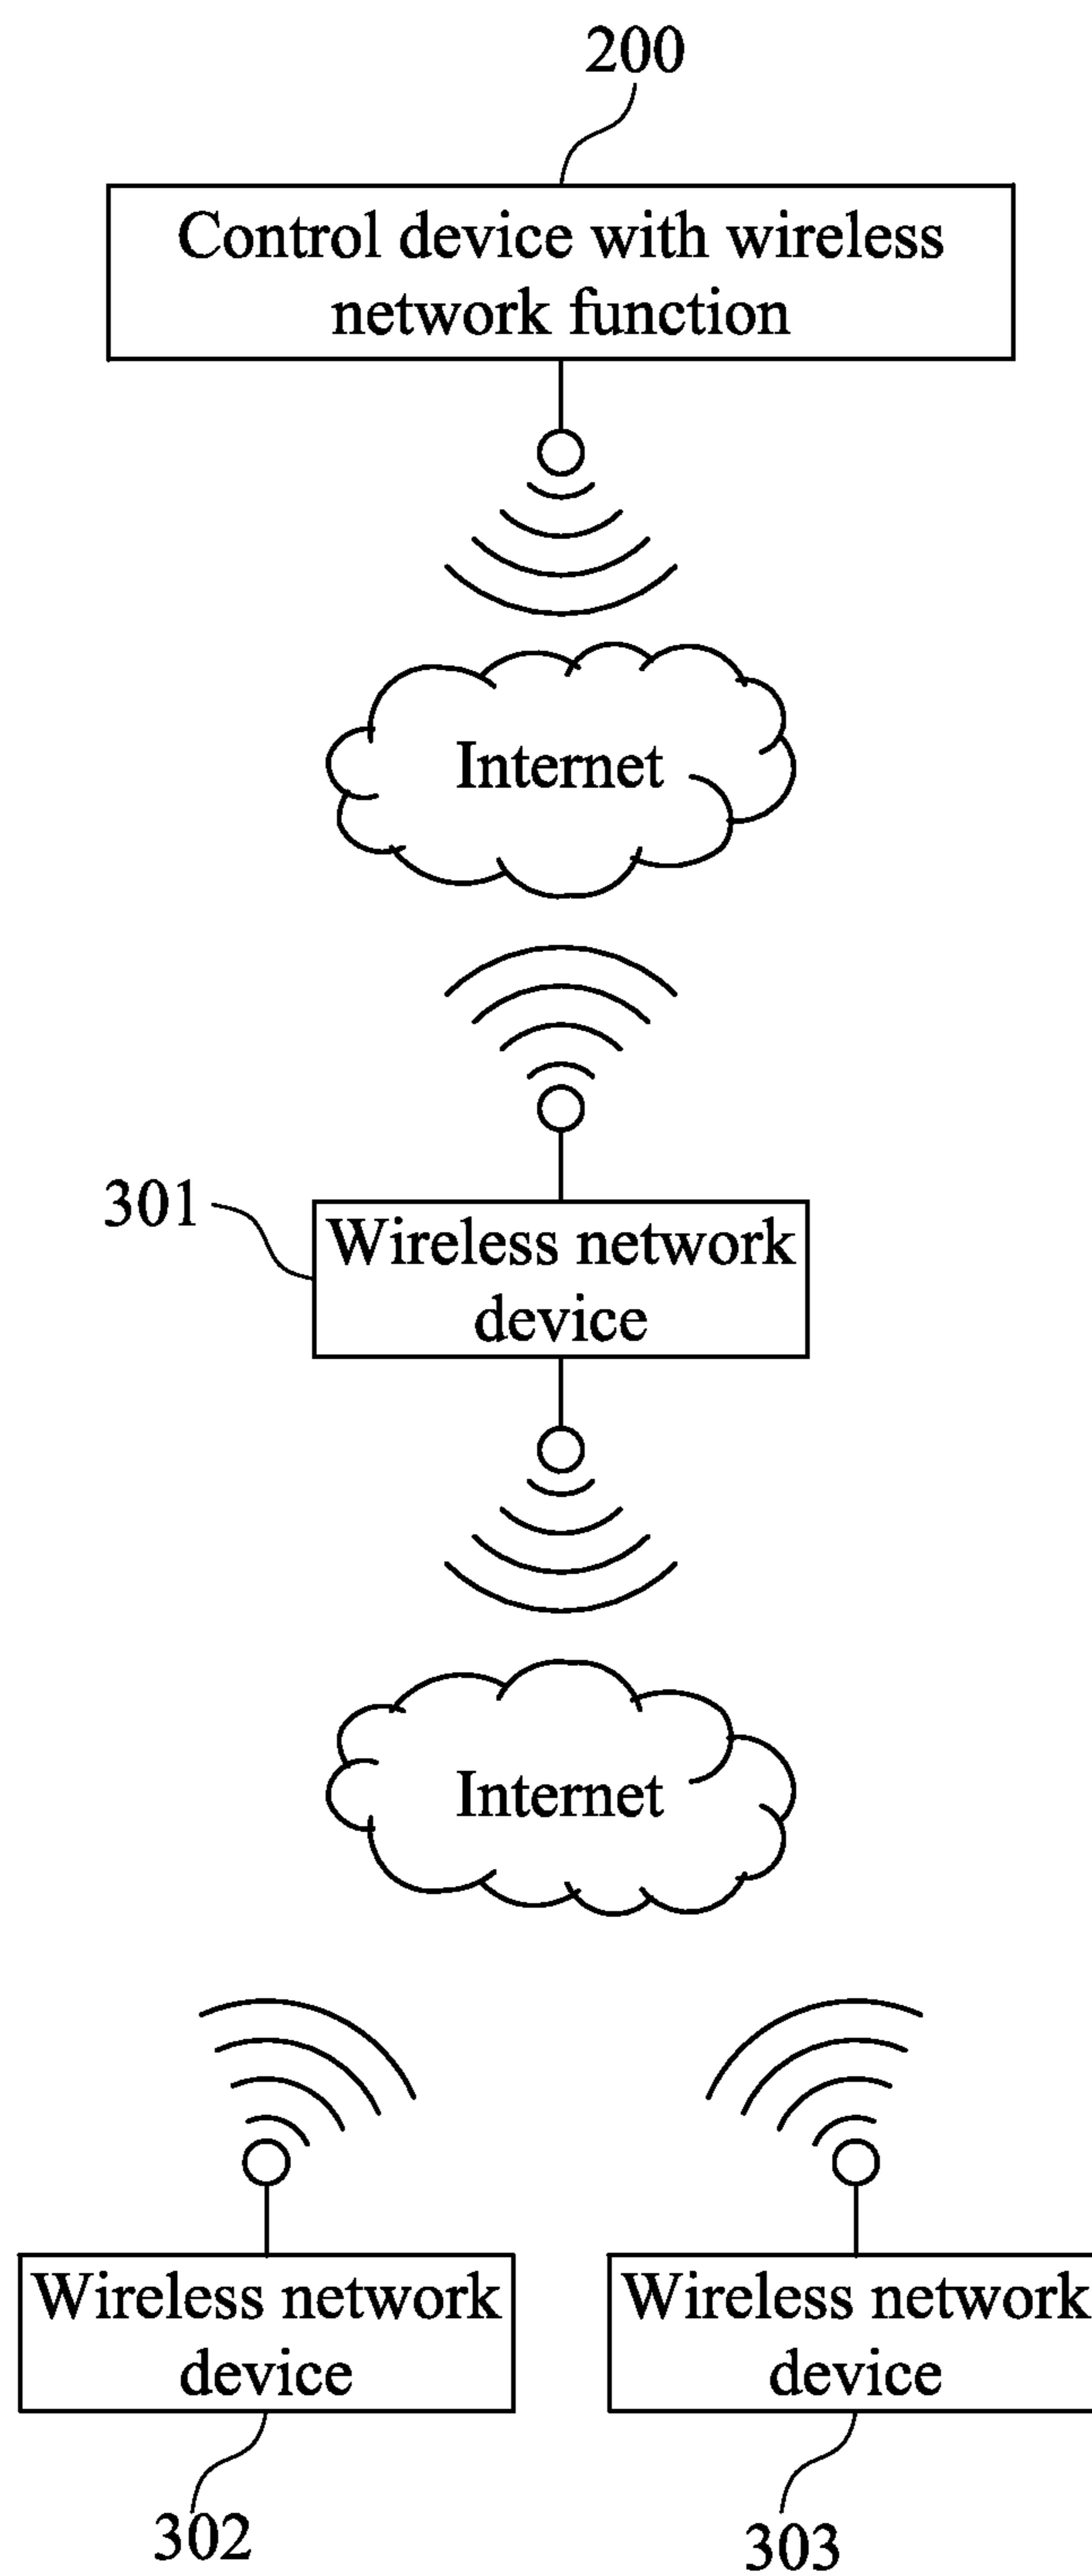 200
Control device with wireless
network function
Internet
301
Wireless network
device
Internet
Wireless network
device
Wireless network
device
302
303